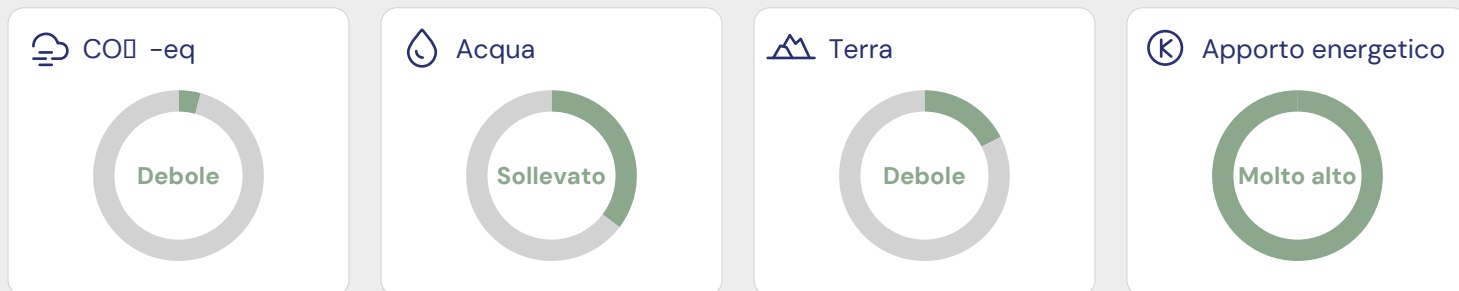 CO▯ -eq
Acqua
Terra
Apporto energetico
Debole
Sollevato
Debole
Molto alto